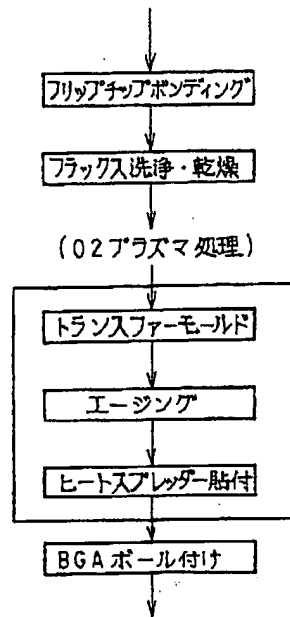 フリップチップボンディング
フラックス洗浄・乾燥
(O2プラズマ処理)
トランスファーモールド
エージング
ヒートスプレッダー貼付
BGAボール付け